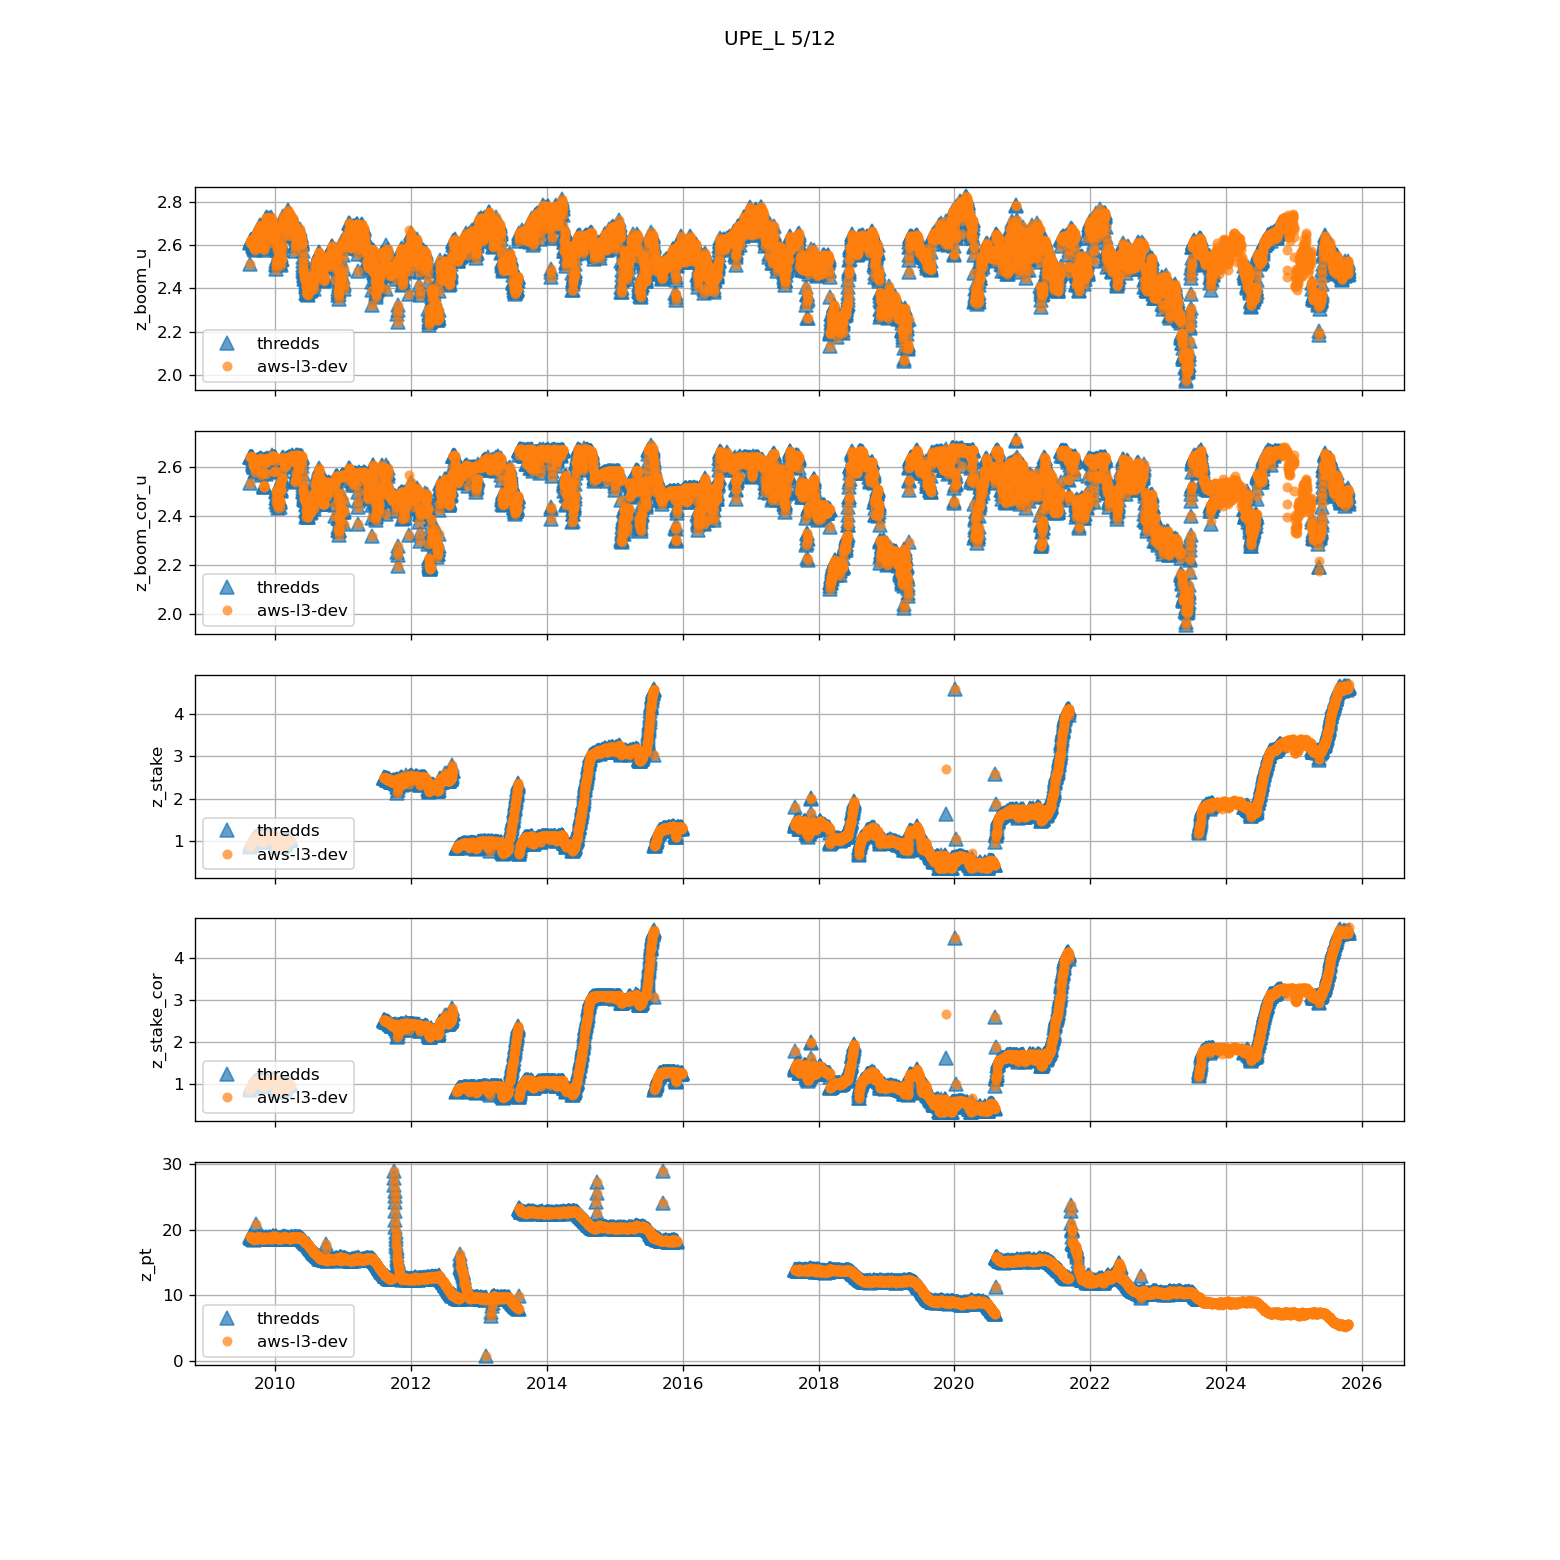 UPE_L 5/12
z_boom_u
2.8
2.6
2.4
2.2
2.0
thredds
aws-l3-dev
z_boom_cor_u
2.6
2.4
2.2
2.0
thredds
aws-l3-dev
z_stake
4
3
2
1
thredds
aws-l3-dev
z_stake_cor
4
3
2
1
thredds
aws-l3-dev
z_pt
30
20
10
0
thredds
aws-l3-dev
2010 2012 2014 2016 2018 2020 2022 2024 2026